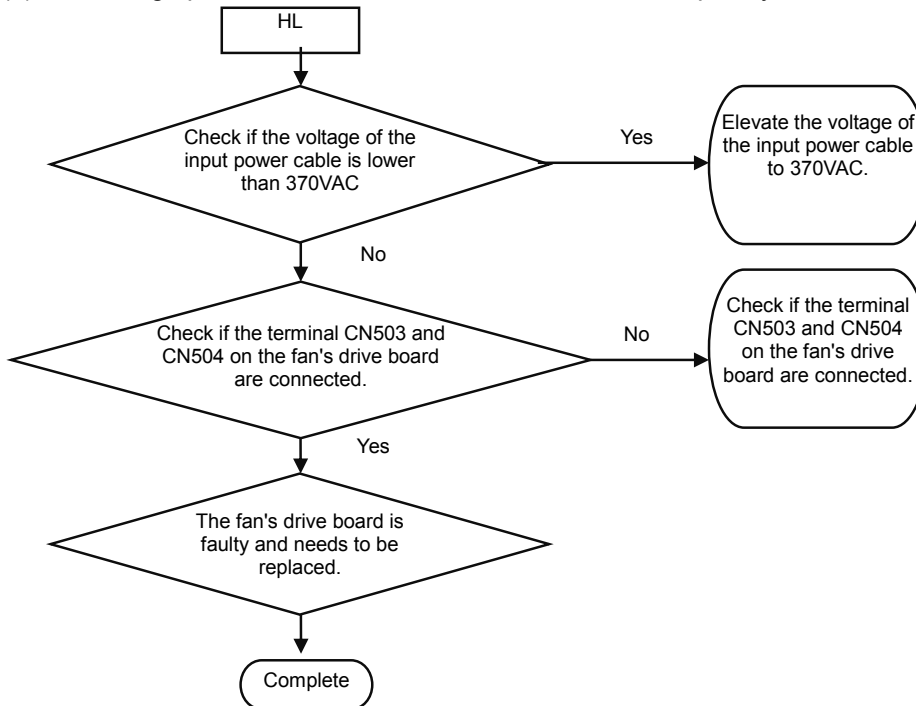 HL
Check if the voltage of the
input power cable is lower
than 370VAC
Yes
Elevate the voltage of
the input power cable
to 370VAC.
No
Check if the terminal CN503 and
CN504 on the fan's drive board
are connected.
No
Check if the terminal
CN503 and CN504
on the fan's drive
board are connected.
Yes
The fan's drive board is
faulty and needs to be
replaced.
Complete